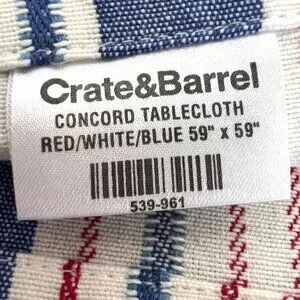 Crate&Barrel
CONCORD TABLECLOTH
RED/WHITE/BLUE 59" x 59"
539-961